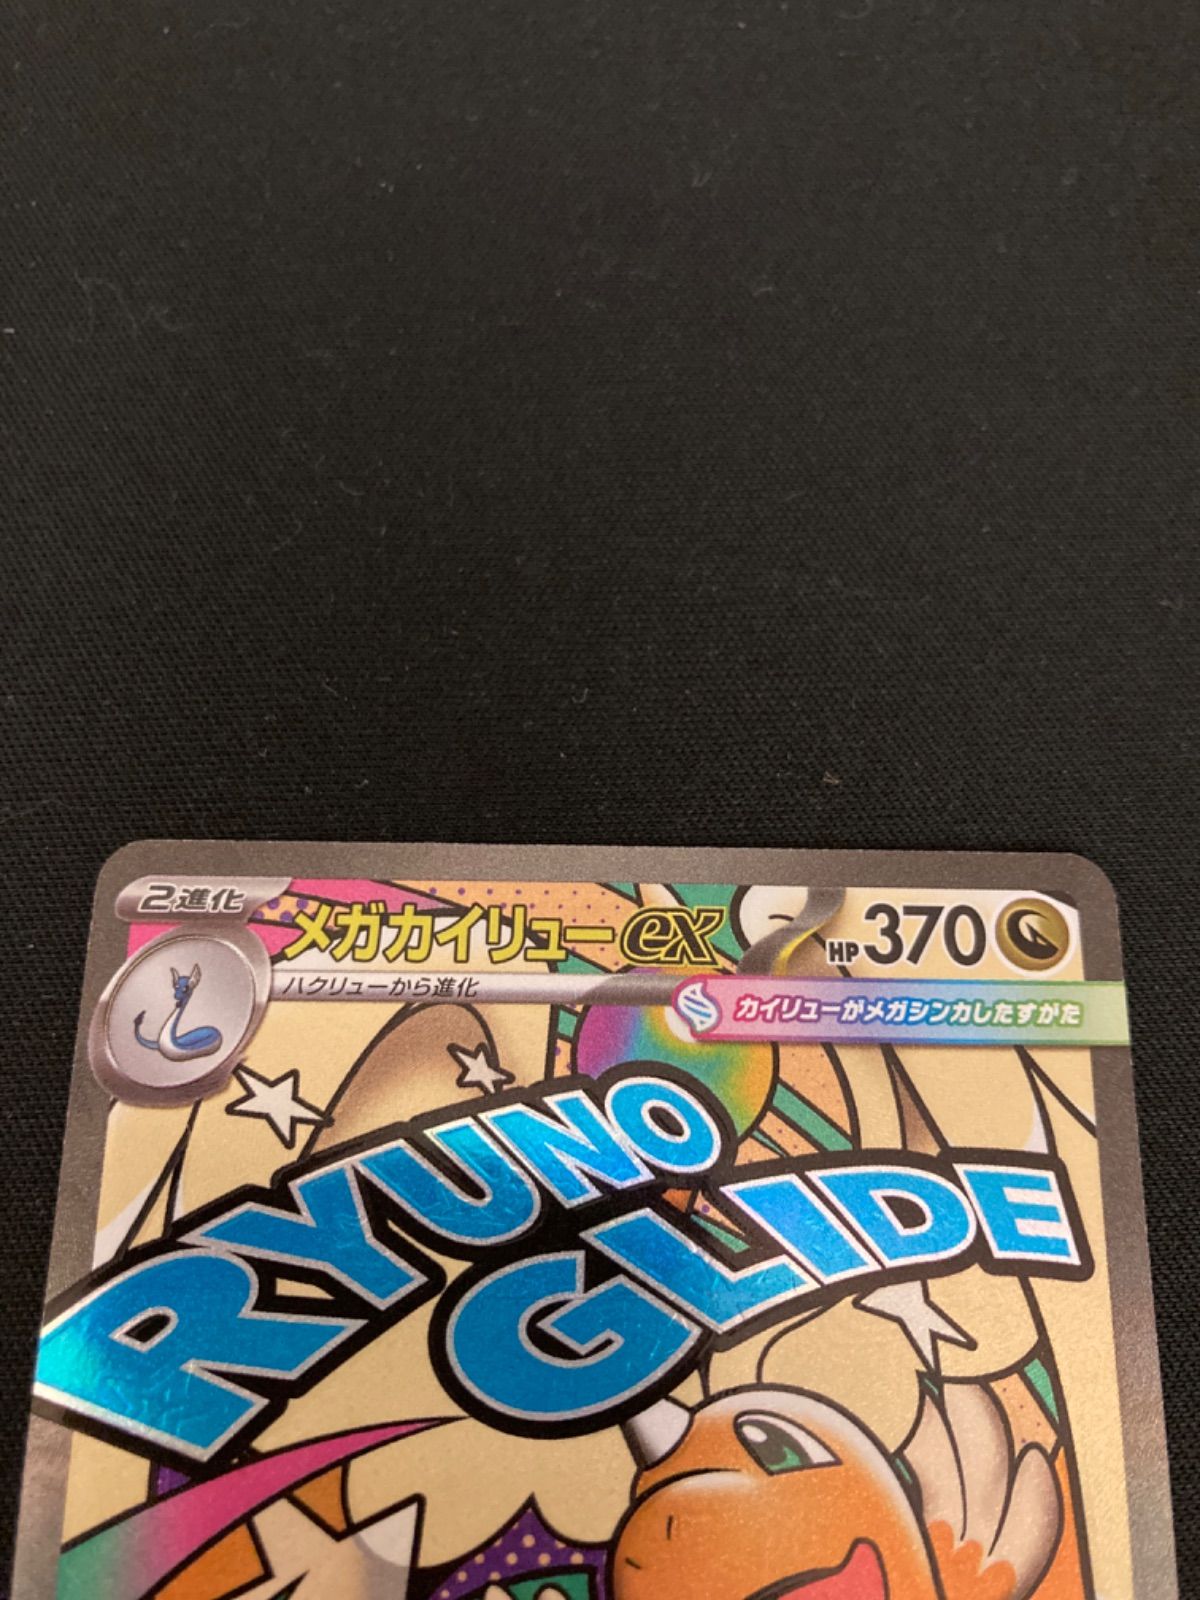 2進化
メガカイリューex
HP 370
ハクリューから進化
カイリューがメガシンカしたすがた
RYUNO
GLIDE